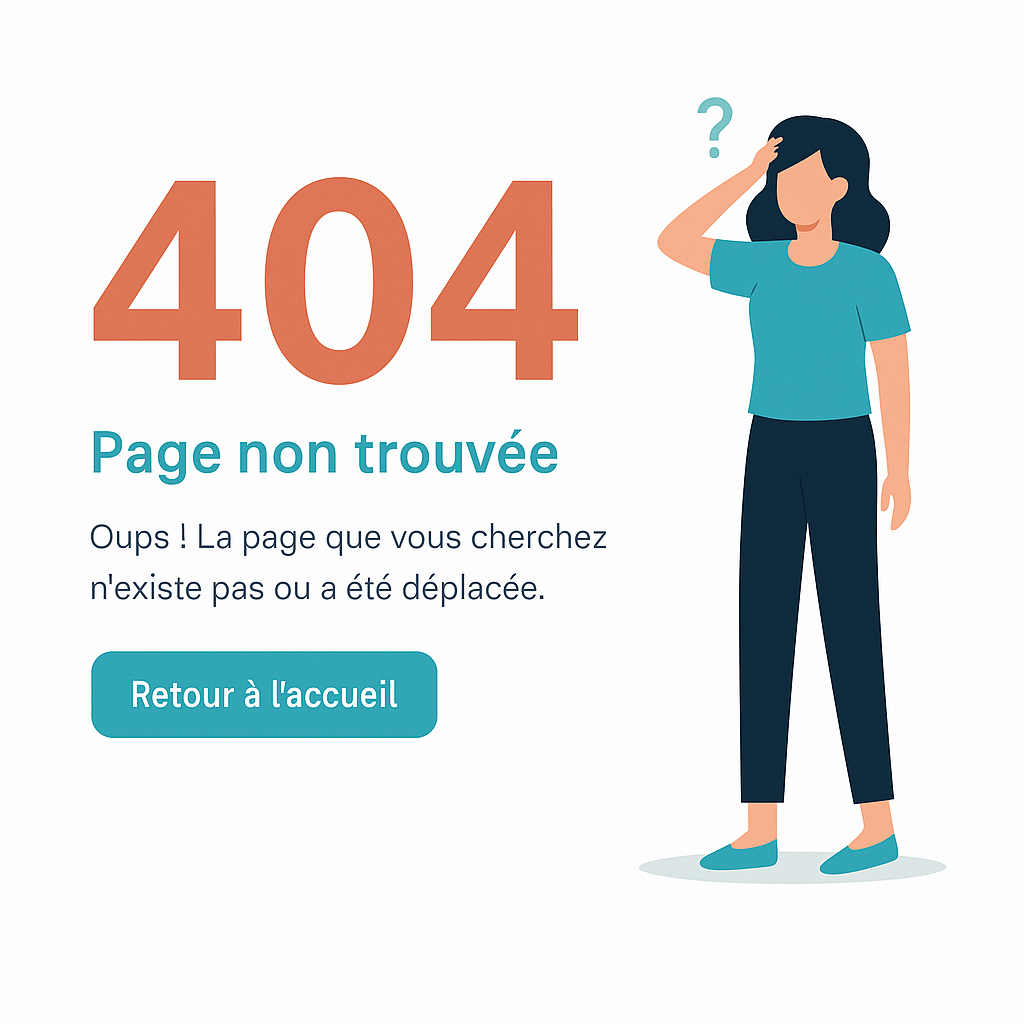 ?
404
Page non trouvée
Oups ! La page que vous cherchez
n'existe pas ou a été déplacée.
Retour à l'accueil